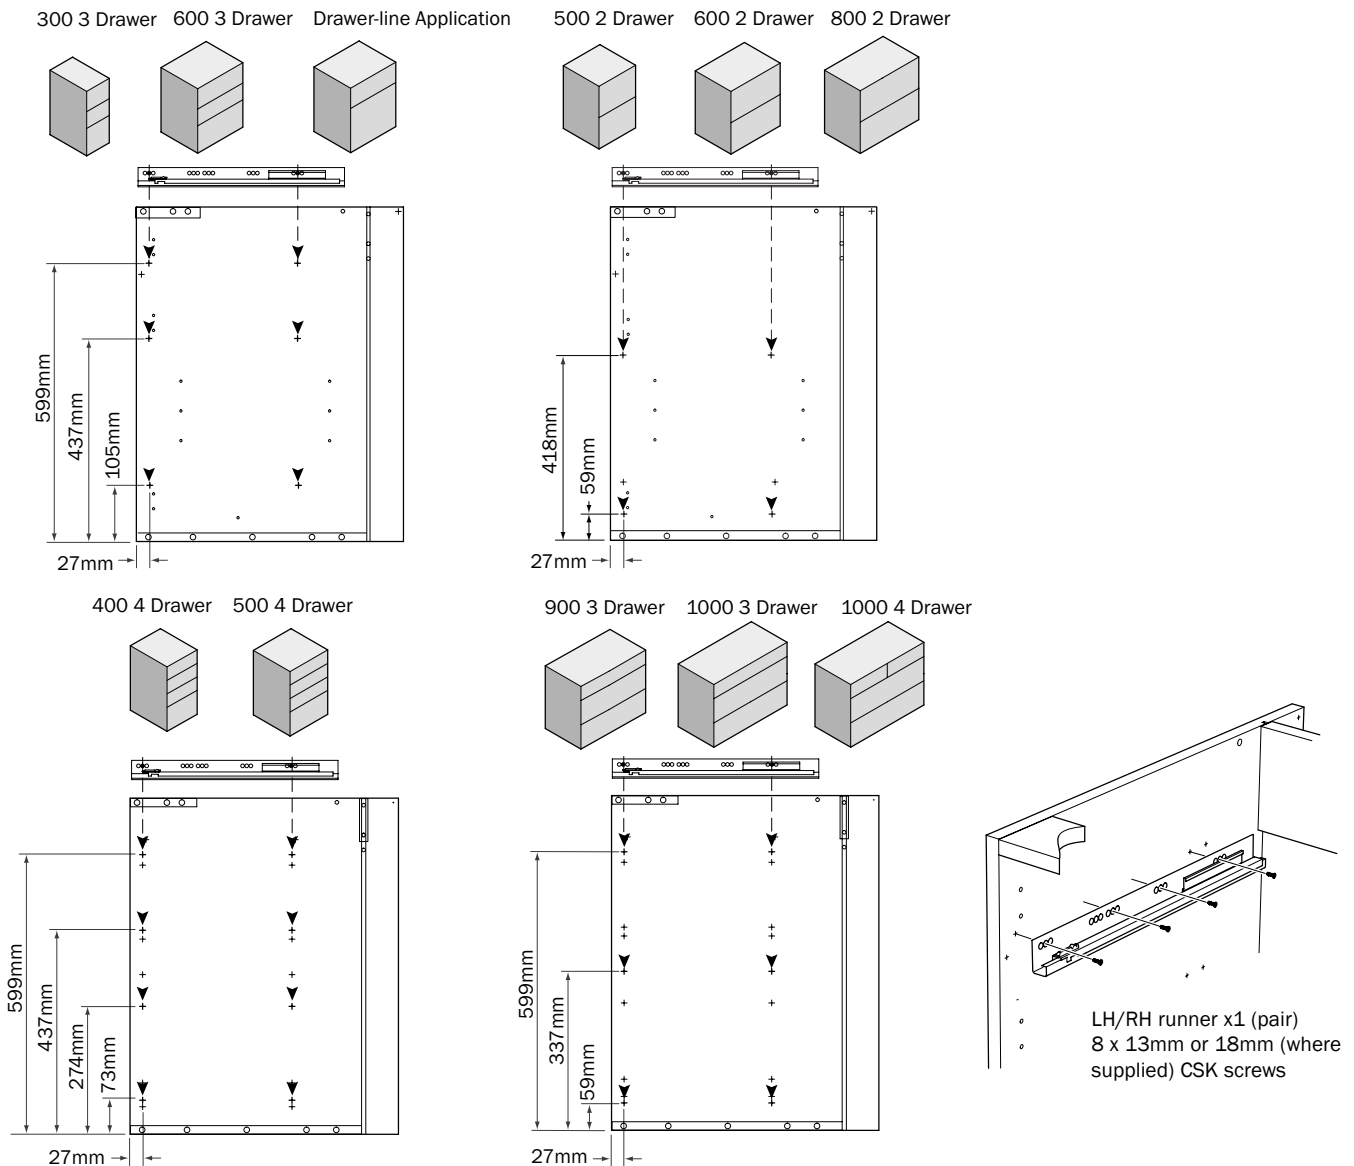 300 3 Drawer
600 3 Drawer
Drawer-line Application
599mm
437mm
105mm
27mm
500 2 Drawer
600 2 Drawer
800 2 Drawer
418mm
59mm
27mm
400 4 Drawer
500 4 Drawer
599mm
437mm
274mm
73mm
27mm
900 3 Drawer
1000 3 Drawer
1000 4 Drawer
599mm
337mm
59mm
27mm
LH/RH runner x1 (pair)
8 x 13mm or 18mm (where
supplied) CSK screws